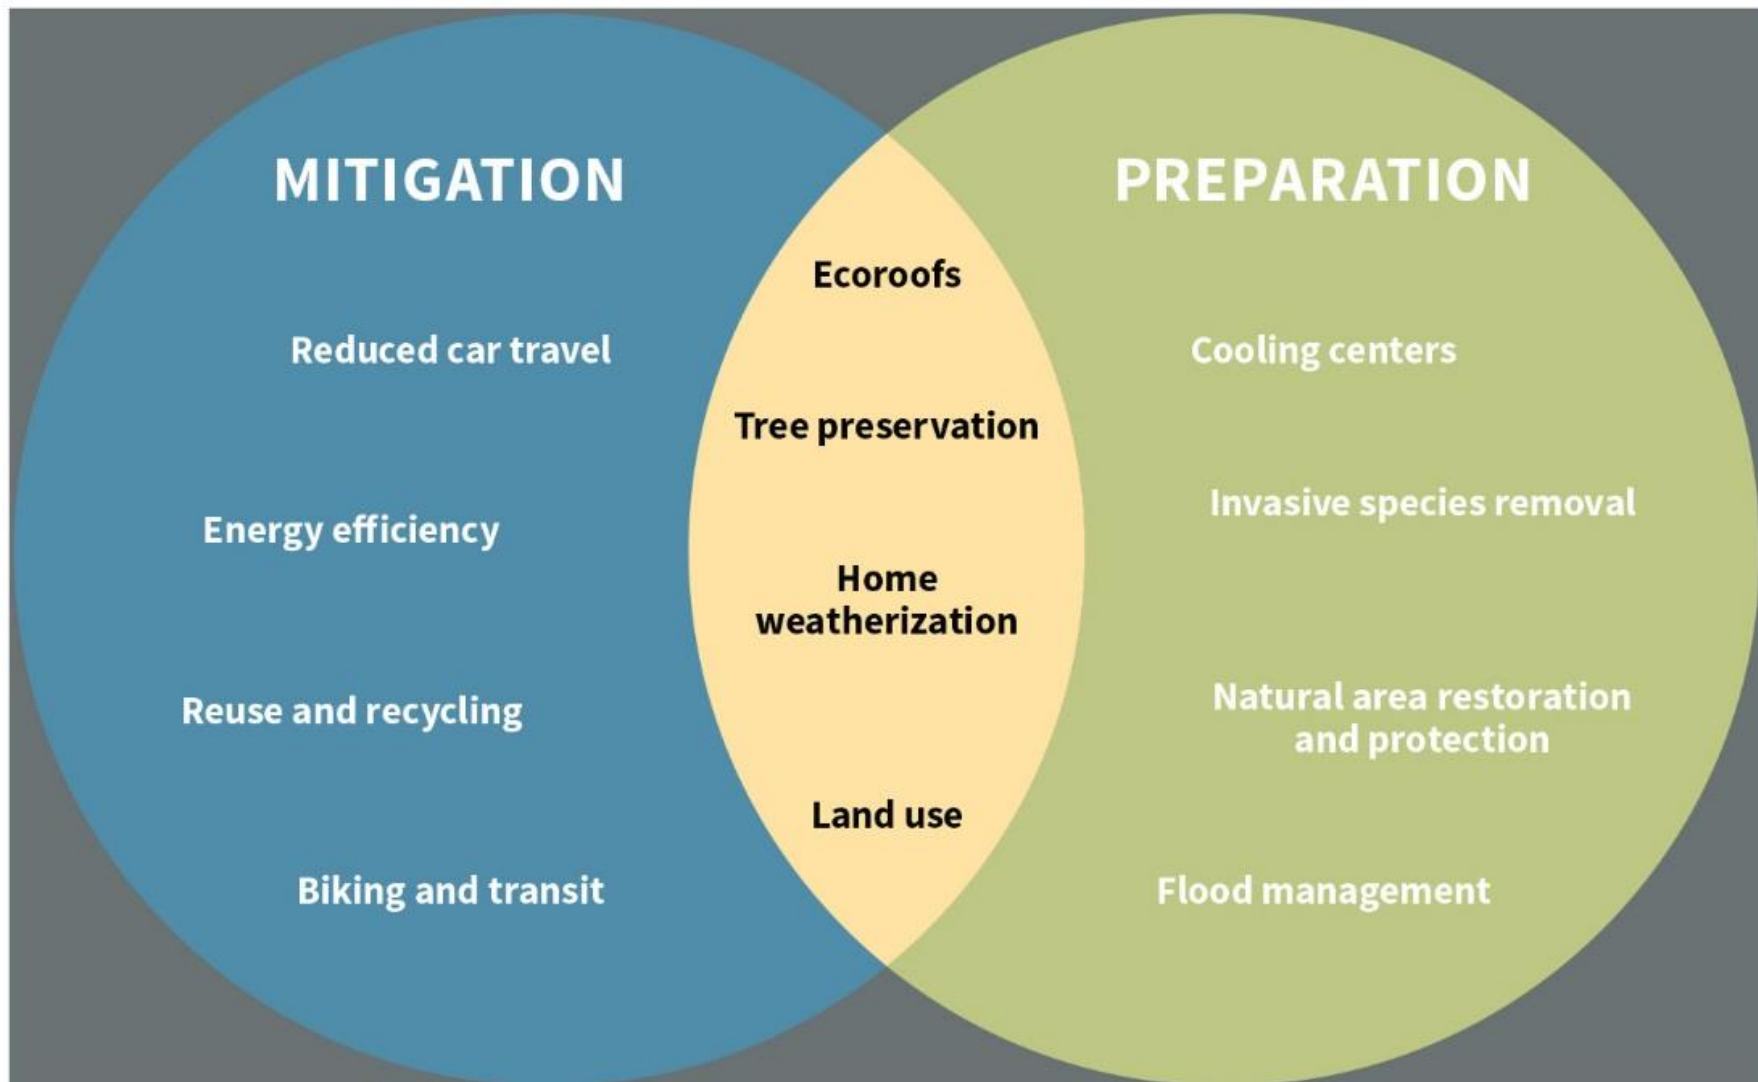 MITIGATION
Reduced car travel
Energy efficiency
Reuse and recycling
Biking and transit
Ecoroofs
Tree preservation
Home
weatherization
Land use
PREPARATION
Cooling centers
Invasive species removal
Natural area restoration
and protection
Flood management